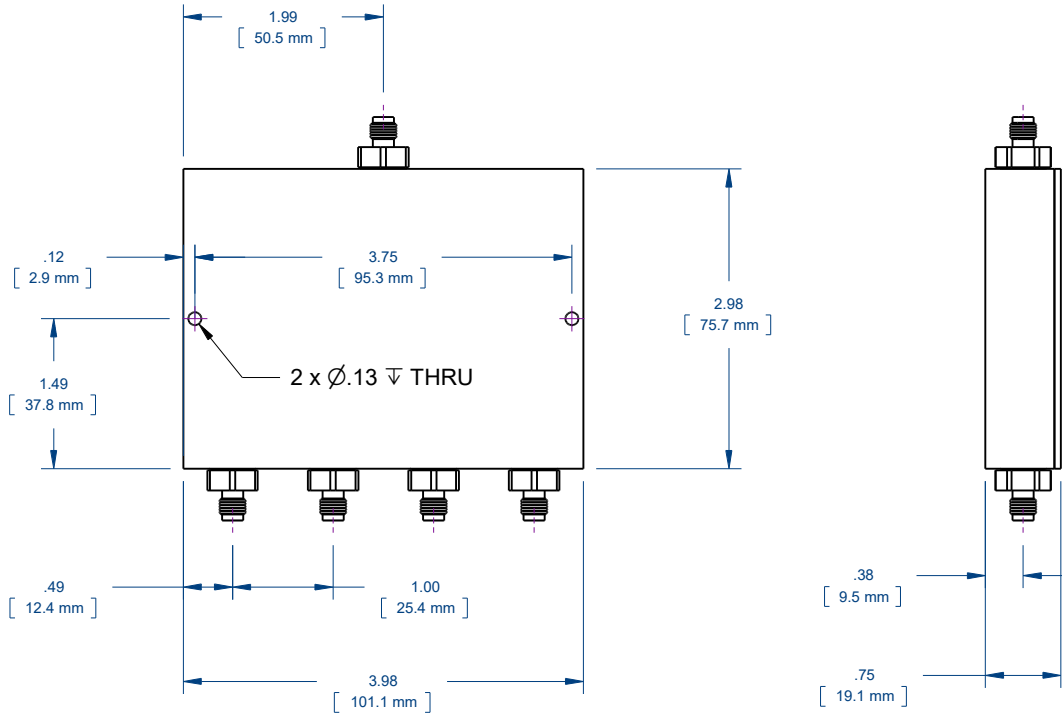 1.99
[ 50.5 mm ]
.12
[ 2.9 mm ]
3.75
[ 95.3 mm ]
2.98
[ 75.7 mm ]
2 x ∅.13 ↧ THRU
1.49
[ 37.8 mm ]
.49
[ 12.4 mm ]
1.00
[ 25.4 mm ]
.38
[ 9.5 mm ]
3.98
[ 101.1 mm ]
.75
[ 19.1 mm ]